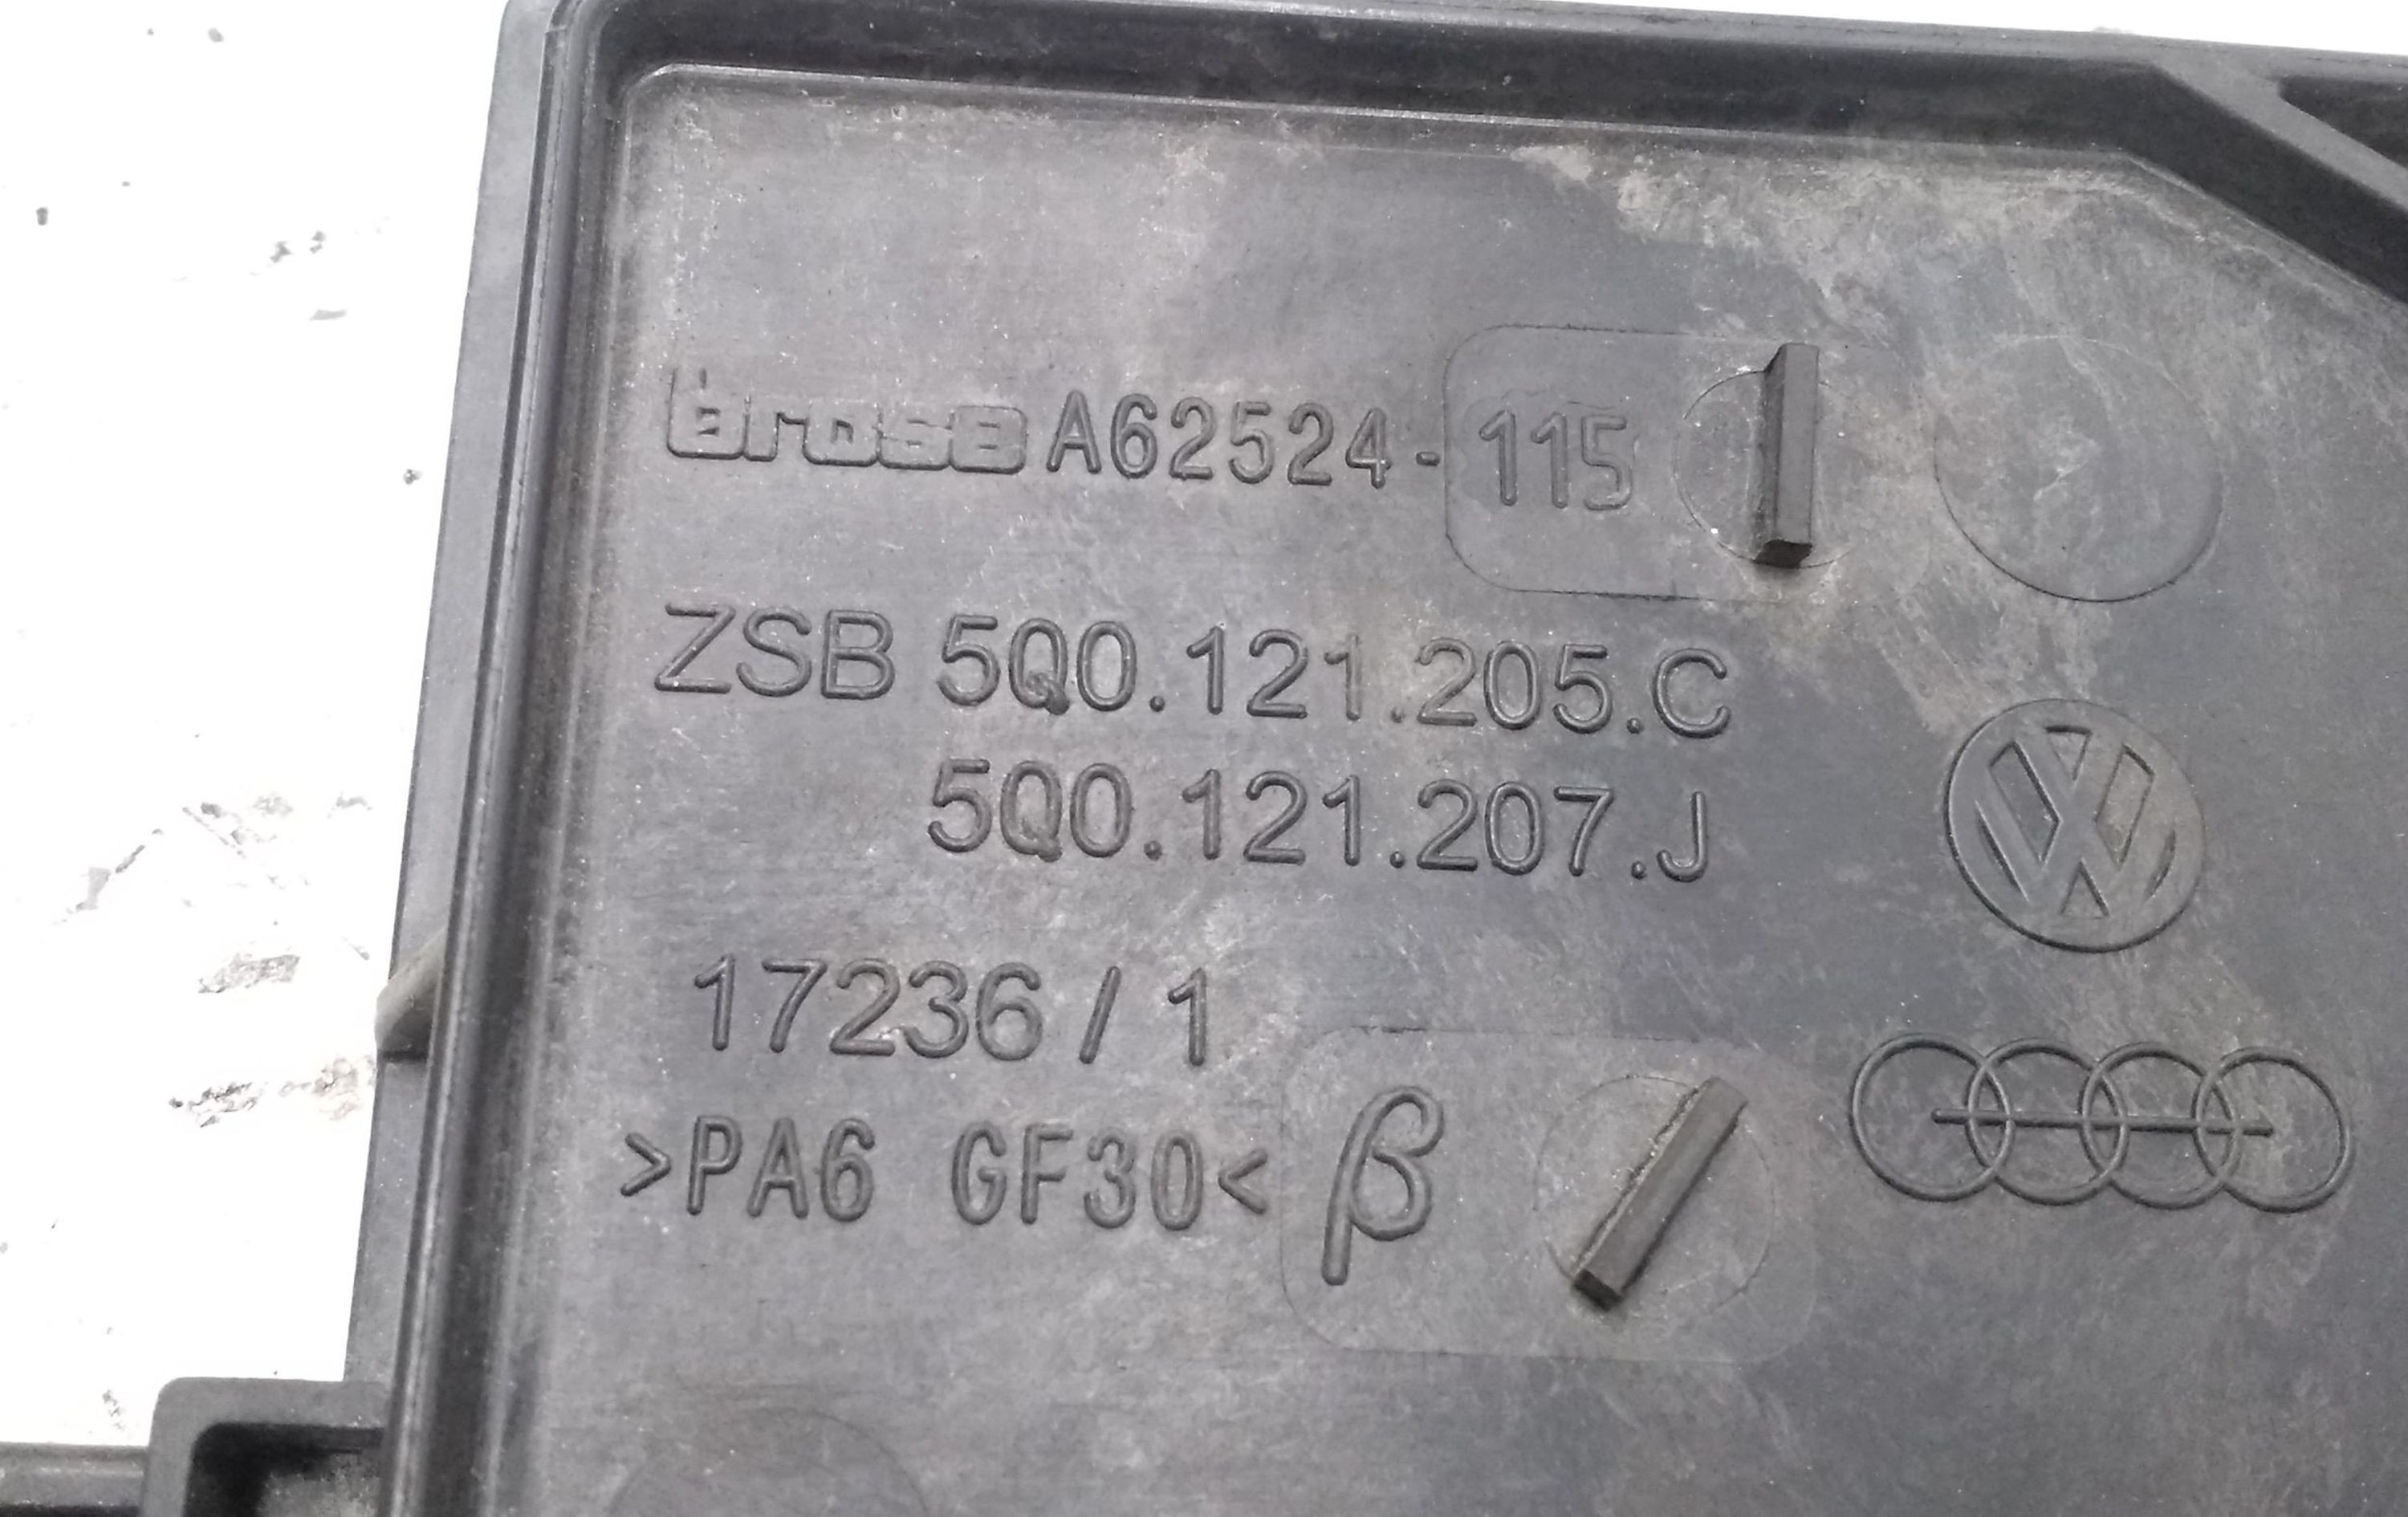 brose A62524-115
ZSB 5Q0.121.205.C
5Q0.121.207.J
17236 / 1
>PA6 GF30< β